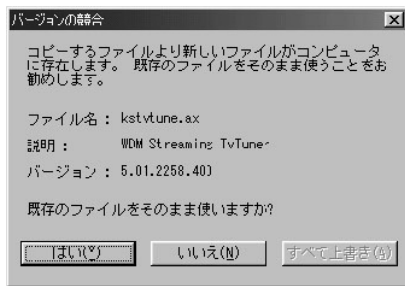 バージョンの競合
コピーするファイルより新しいファイルがコンピュータ
に存在します。 既存のファイルをそのまま使うことをお
勧めします。
ファイル名: kstvtune.ax
説明: WDM Streaming TvTuner
バージョン: 5.01.2258.400
既存のファイルをそのまま使いますか?
はい(Y)
いいえ(N)
すべて上書き(A)